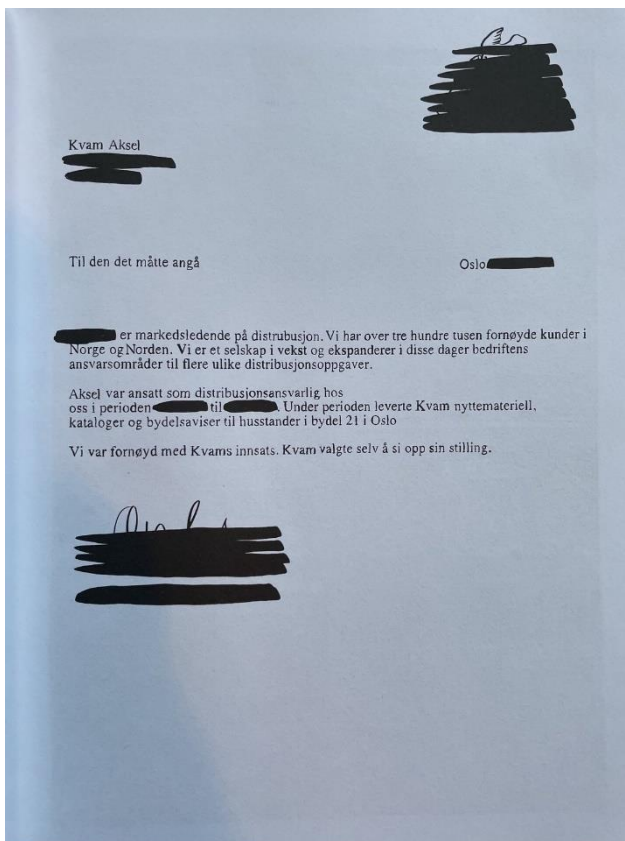 Kvam Aksel
Til den det måtte angå
Oslo
er markedsledende på distrubusjon. Vi har over tre hundre tusen fornøyde kunder i
Norge og Norden. Vi er et selskap i vekst og ekspanderer i disse dager bedriftens
ansvarsområder til flere ulike distribusjonsoppgaver.
Aksel var ansatt som distribusjonsansvarlig hos
oss i perioden til . Under perioden leverte Kvam nyttemateriell,
kataloger og bydelsaviser til husstander i bydel 21 i Oslo
Vi var fornøyd med Kvams innsats. Kvam valgte selv å si opp sin stilling.